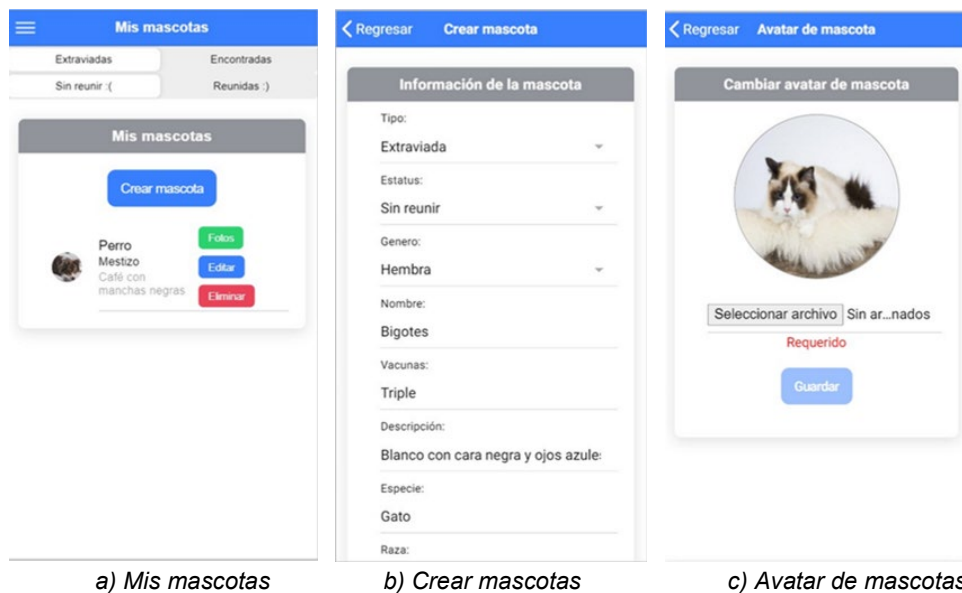 Mis mascotas
Extraviadas Encontradas
Sin reunir :( Reunidas :)
Mis mascotas
Crear mascota
Perro
Mestizo
Café con
manchas negras
Fotos
Editar
Eliminar
a) Mis mascotas
Regresar Crear mascota
Información de la mascota
Tipo:
Extraviada
Estatus:
Sin reunir
Genero:
Hembra
Nombre:
Bigotes
Vacunas:
Triple
Descripción:
Blanco con cara negra y ojos azule
Especie:
Gato
Raza:
b) Crear mascotas
Regresar Avatar de mascota
Cambiar avatar de mascota
Seleccionar archivo Sin ar...nados
Requerido
Guardar
c) Avatar de mascotas